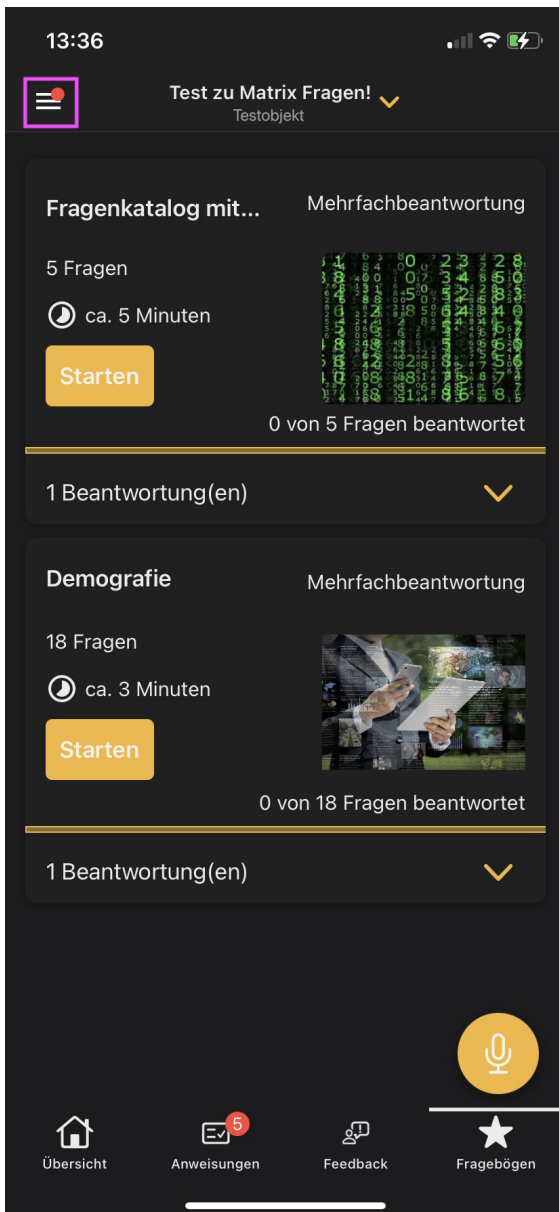 13:36
Test zu Matrix Fragen!
Testobjekt
Fragenkatalog mit...
Mehrfachbeantwortung
5 Fragen
ca. 5 Minuten
Starten
0 von 5 Fragen beantwortet
1 Beantwortung(en)
Demografie
Mehrfachbeantwortung
18 Fragen
ca. 3 Minuten
Starten
0 von 18 Fragen beantwortet
1 Beantwortung(en)
5
Übersicht
Anweisungen
Feedback
Fragebögen